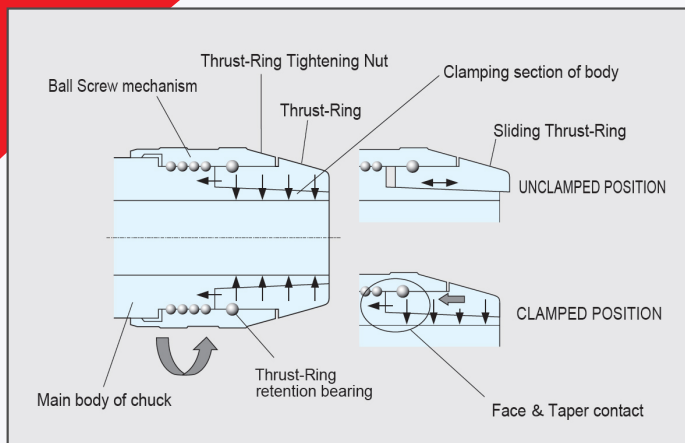 Thrust-Ring Tightening Nut
Clamping section of body
Ball Screw mechanism
Thrust-Ring
Sliding Thrust-Ring
UNCLAMPED POSITION
CLAMPED POSITION
Thrust-Ring
retention bearing
Main body of chuck
Face & Taper contact